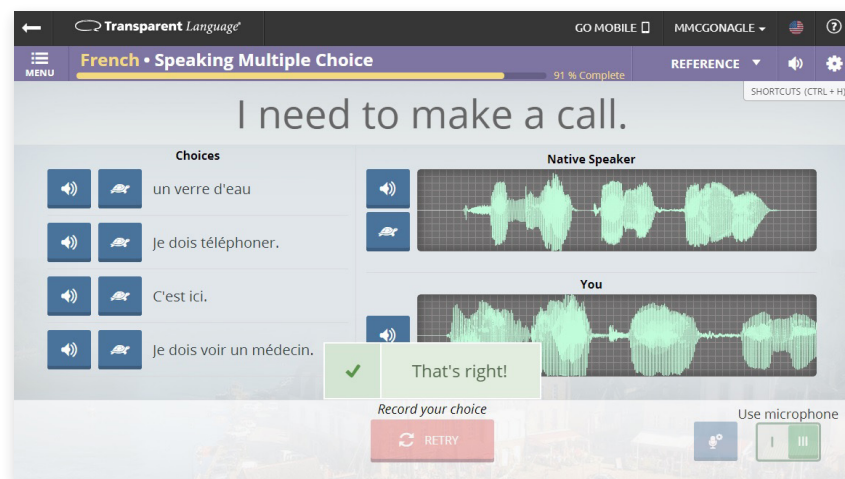 Transparent Language®
GO MOBILE
MMCGONAGLE
MENU
French • Speaking Multiple Choice
91 % Complete
REFERENCE
SHORTCUTS (CTRL + H)
I need to make a call.
Choices
un verre d'eau
Je dois téléphoner.
C'est ici.
Je dois voir un médecin.
Native Speaker
You
That's right!
Record your choice
RETRY
Use microphone
I III